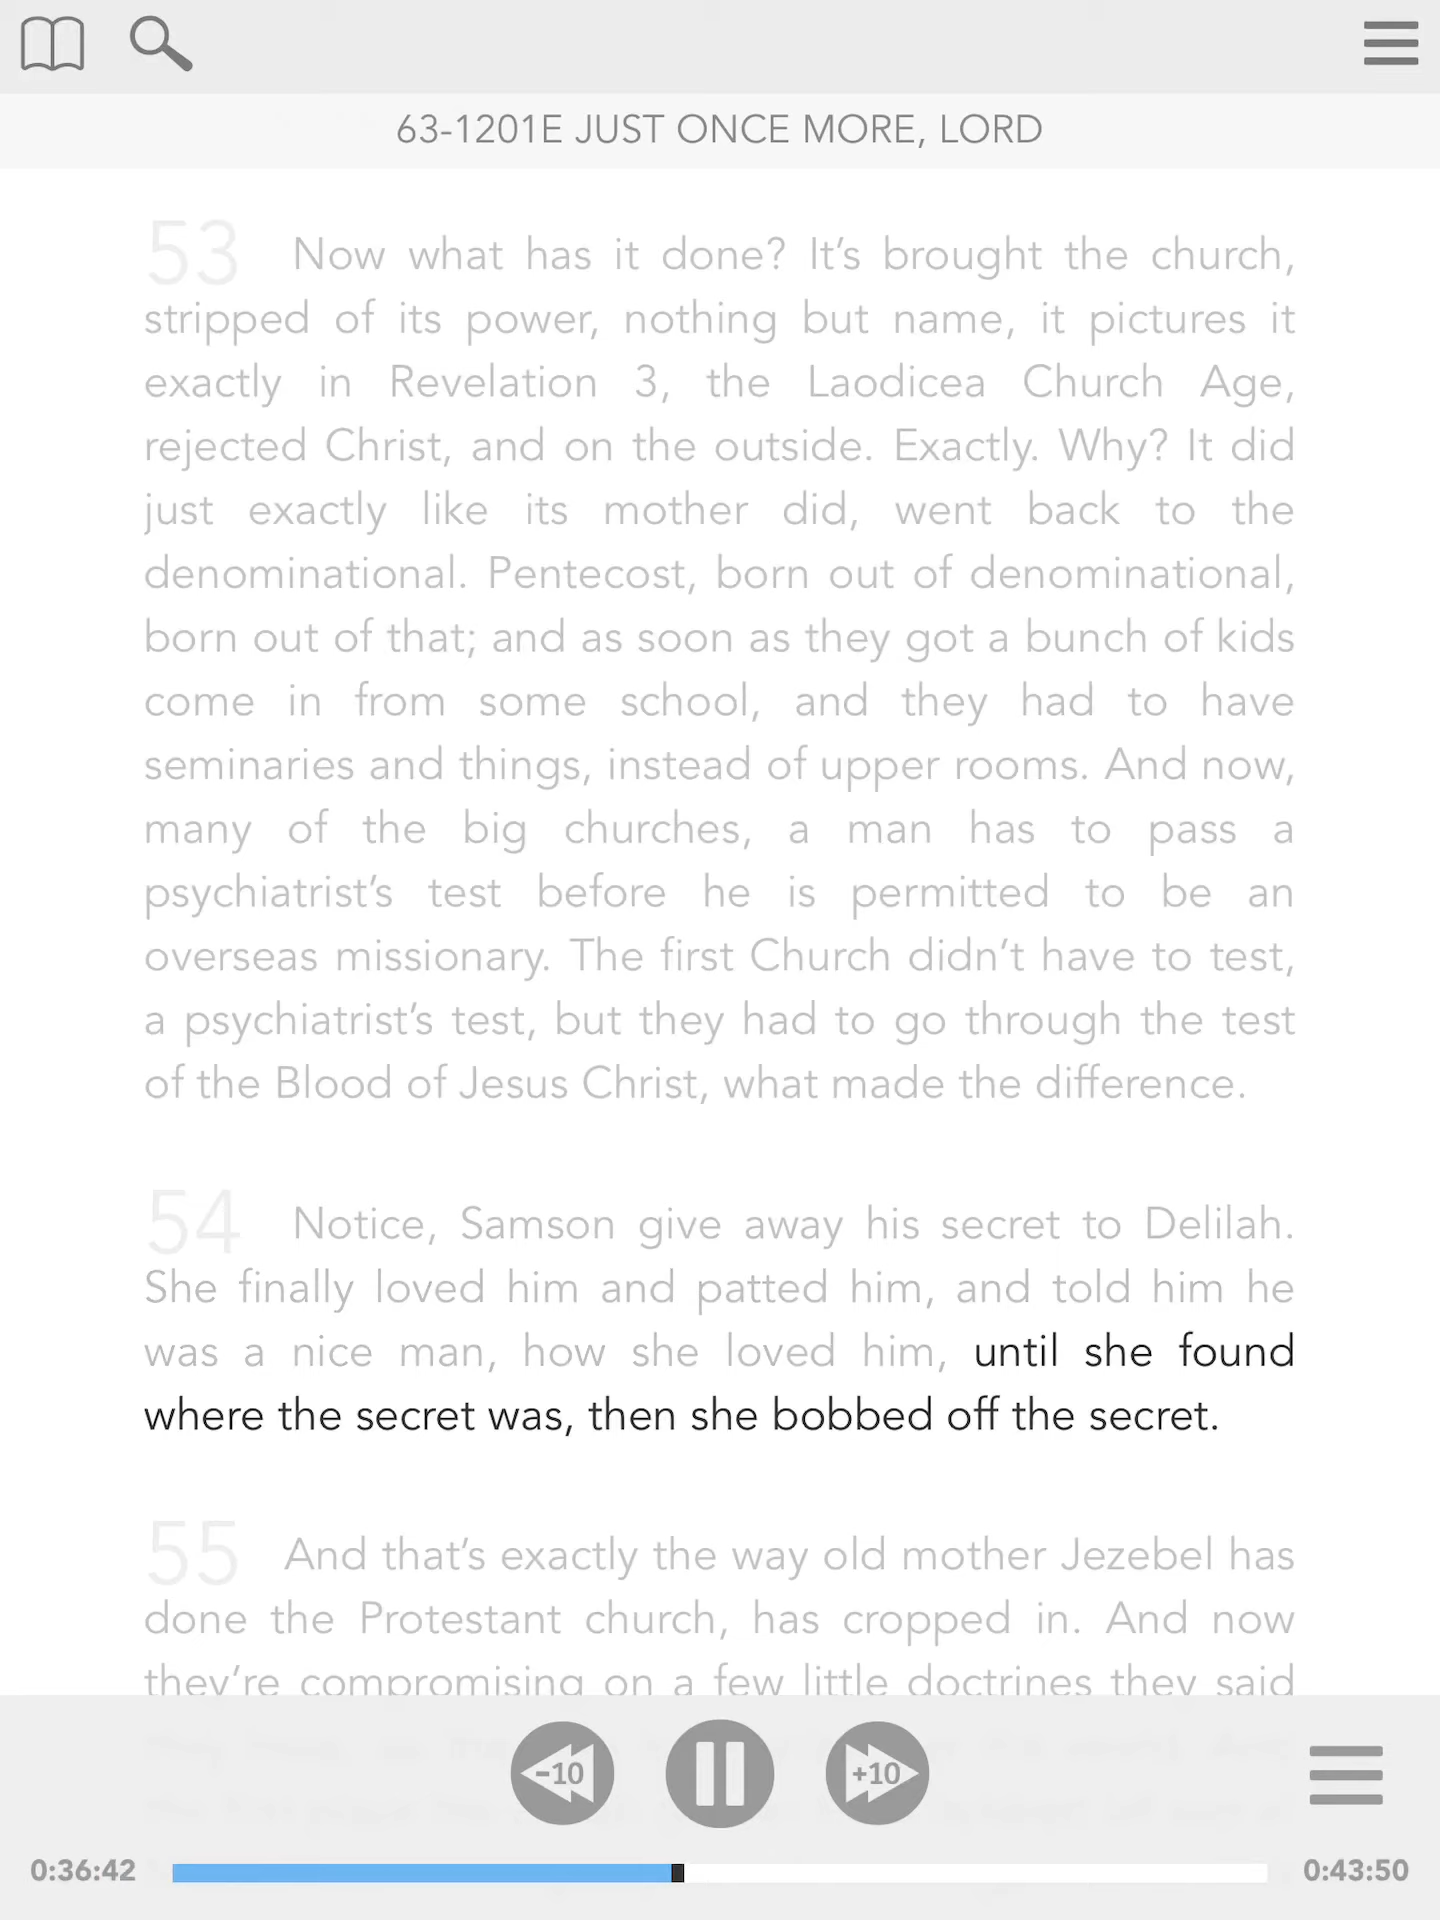 63-1201E JUST ONCE MORE, LORD
53 Now what has it done? It’s brought the church,
stripped of its power, nothing but name, it pictures it
exactly in Revelation 3, the Laodicea Church Age,
rejected Christ, and on the outside. Exactly. Why? It did
just exactly like its mother did, went back to the
denominational. Pentecost, born out of denominational,
born out of that; and as soon as they got a bunch of kids
come in from some school, and they had to have
seminaries and things, instead of upper rooms. And now,
many of the big churches, a man has to pass a
psychiatrist’s test before he is permitted to be an
overseas missionary. The first Church didn’t have to test,
a psychiatrist’s test, but they had to go through the test
of the Blood of Jesus Christ, what made the difference.
54 Notice, Samson give away his secret to Delilah.
She finally loved him and patted him, and told him he
was a nice man, how she loved him, until she found
where the secret was, then she bobbed off the secret.
55 And that’s exactly the way old mother Jezebel has
done the Protestant church, has cropped in. And now
they’re compromising on a few little doctrines they said
-10 +10
0:36:42 0:43:50